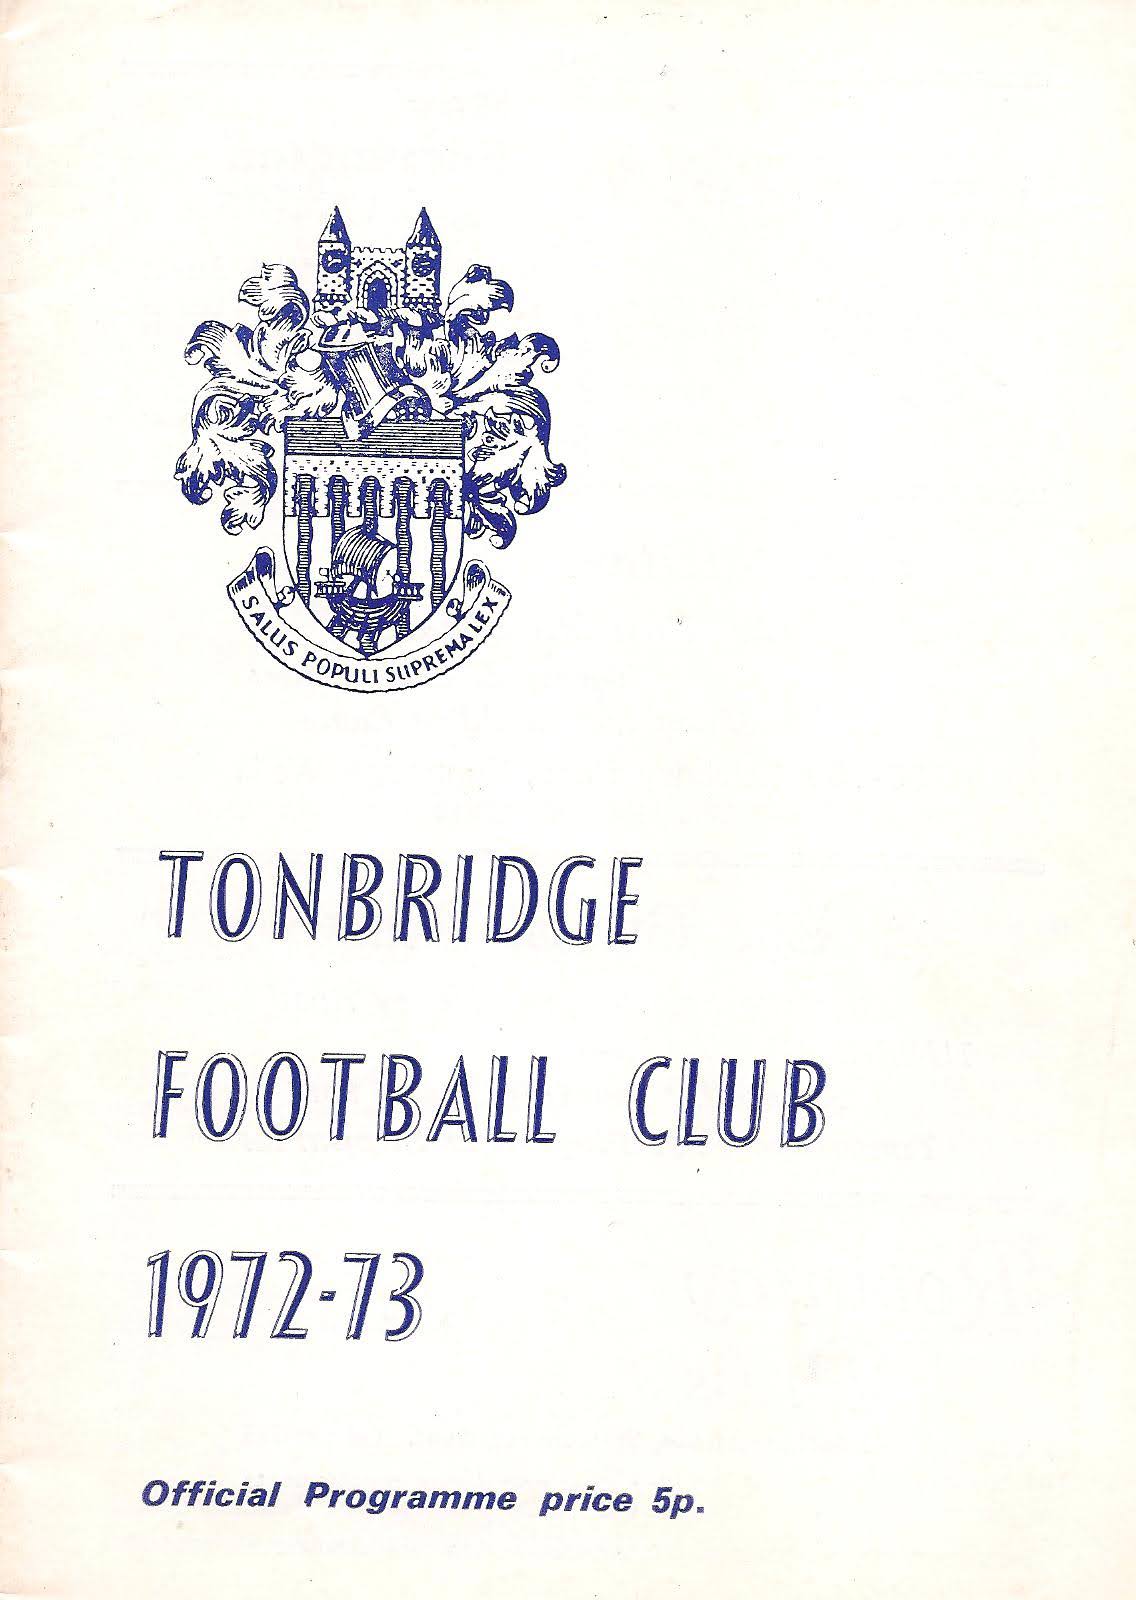 SALUS POPULI SUPREMA LEX
TONBRIDGE
FOOTBALL CLUB
1972-73
Official Programme price 5p.